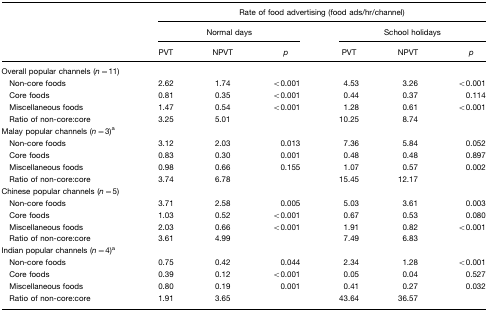 Rate of food advertising (food ads/hr/channel)
Normal days School holidays
PVT NPVT p PVT NPVT p
Overall popular channels (n=11)
Non-core foods 2.62 1.74 <0.001 4.53 3.26 <0.001
Core foods 0.81 0.35 <0.001 0.44 0.37 0.114
Miscellaneous foods 1.47 0.54 <0.001 1.28 0.61 <0.001
Ratio of non-core:core 3.25 5.01 10.25 8.74
Malay popular channels (n=3)a
Non-core foods 3.12 2.03 0.013 7.36 5.84 0.052
Core foods 0.83 0.30 0.001 0.48 0.48 0.897
Miscellaneous foods 0.98 0.66 0.155 1.07 0.57 0.002
Ratio of non-core:core 3.74 6.78 15.45 12.17
Chinese popular channels (n=5)
Non-core foods 3.71 2.58 0.005 5.03 3.61 0.003
Core foods 1.03 0.52 <0.001 0.67 0.53 0.080
Miscellaneous foods 2.03 0.66 <0.001 1.91 0.82 <0.001
Ratio of non-core:core 3.61 4.99 7.49 6.83
Indian popular channels (n=4)a
Non-core foods 0.75 0.42 0.044 2.34 1.28 <0.001
Core foods 0.39 0.12 <0.001 0.05 0.04 0.527
Miscellaneous foods 0.80 0.19 0.001 0.41 0.27 0.032
Ratio of non-core:core 1.91 3.65 43.64 36.57